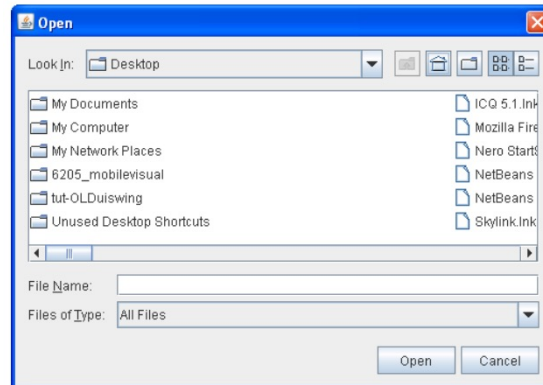 Open
Look In: Desktop
My Documents
My Computer
My Network Places
6205_mobilevisual
tut-OLDuiswing
Unused Desktop Shortcuts
ICQ 5.1.lnk
Mozilla Fire
Nero StartS
NetBeans
NetBeans
Skylink.lnk
File Name:
Files of Type: All Files
Open Cancel